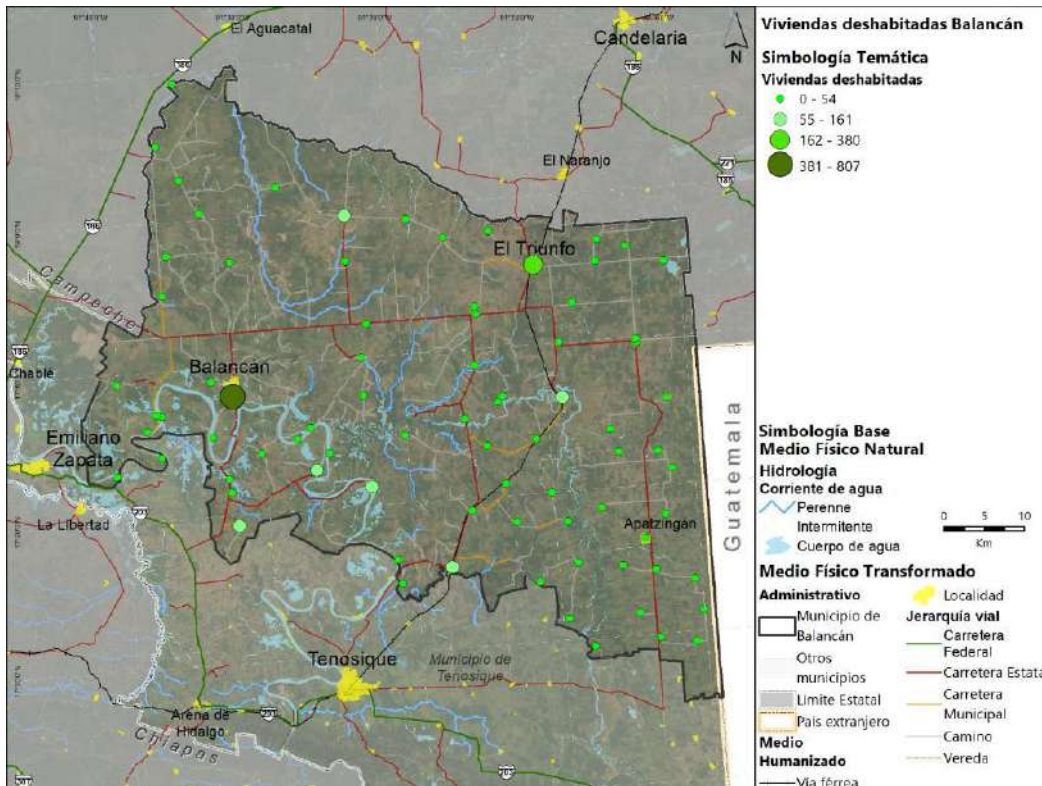 Viviendas deshabitadas Balancán
Simbología Temática
Viviendas deshabitadas
0 - 54
55 - 161
162 - 380
381 - 807
El Aguacatal
Candelaria
N
El Naranjo
El Triunfo
Campeche
Chablé
Balancán
Emiliano
Zapata
La Libertad
Guatemala
Apatzingán
Tenosique
Municipio de
Tenosique
Arena de
Hidalgo
Chiapas
Simbología Base
Medio Físico Natural
Hidrología
Corriente de agua
Perenne
Intermitente
Cuerpo de agua
0 5 10
Km
Medio Físico Transformado
Administrativo
Municipio de
Balancán
Otros
municipios
Limite Estatal
País extranjero
Medio
Humanizado
Vía férrea
Localidad
Jerarquía vial
Carretera
Federal
Carretera Estata
Carretera
Municipal
Camino
Vereda
186
203